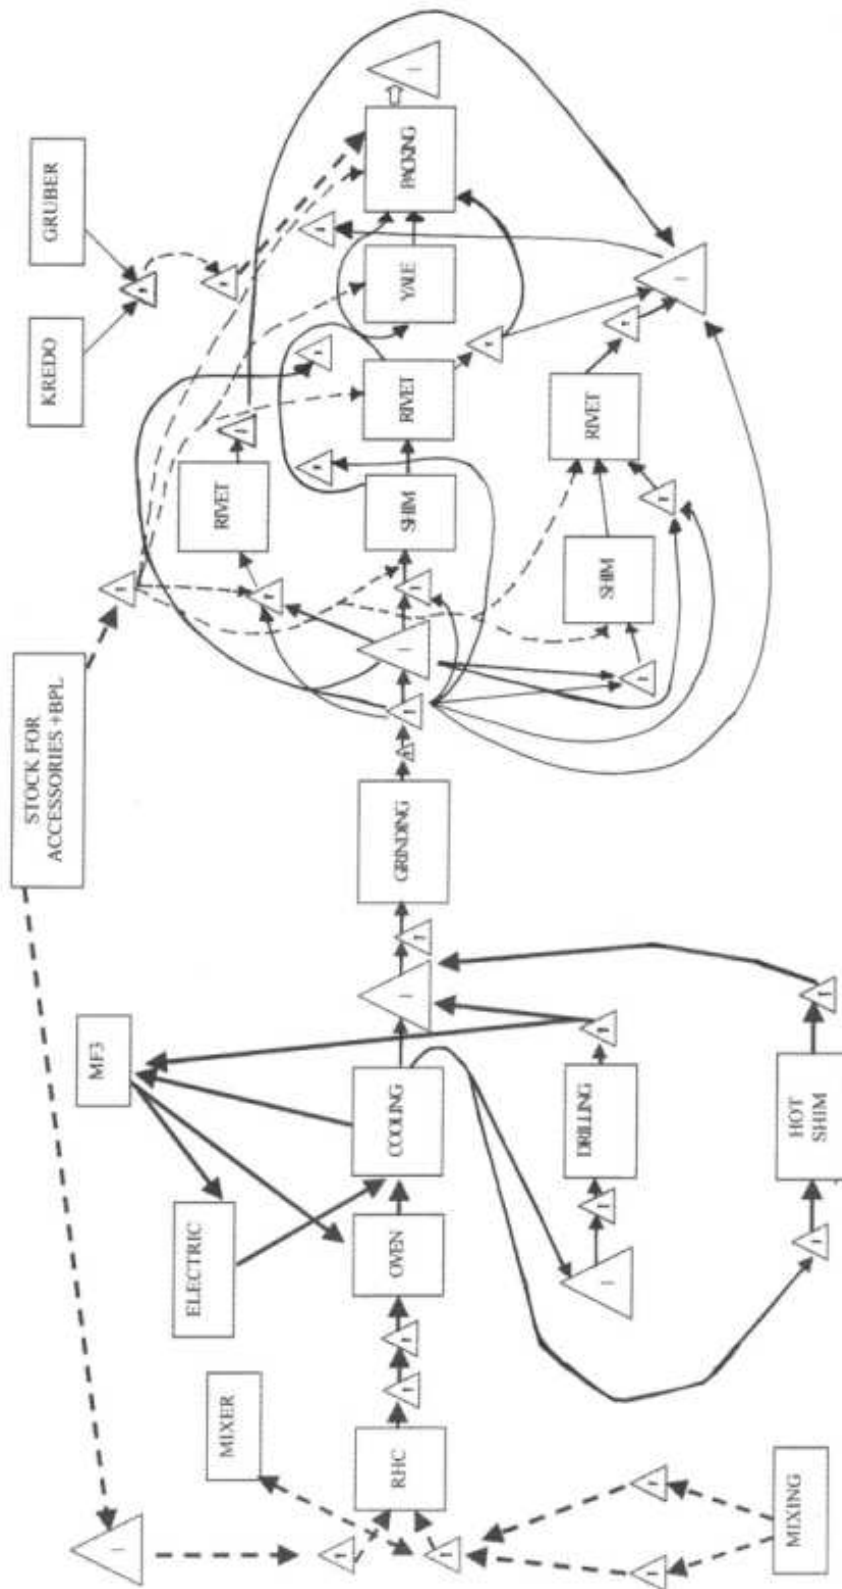 STOCK FOR
ACCESSORIES +BPL
KREDO
GRUBER
MF3
MIXER
ELECTRIC
RIVET
RHC
OVEN
COOLING
GRINDING
SHIM
RIVET
YALE
PACKING
DRILLING
SHIM
RIVET
MIXING
HOT
SHIM